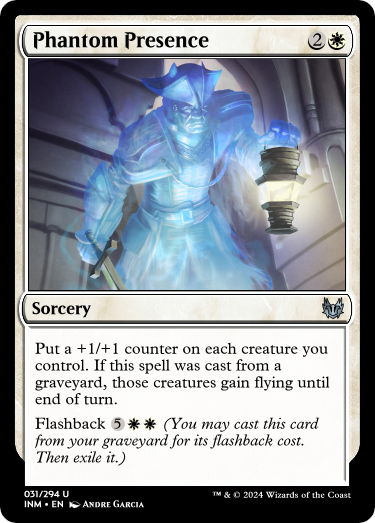 Phantom Presence 2
Sorcery
Put a +1/+1 counter on each creature you
control. If this spell was cast from a
graveyard, those creatures gain flying until
end of turn.
Flashback 5 (You may cast this card
from your graveyard for its flashback cost.
Then exile it.)
031/294 U
INM • EN Andre Garcia
™ & © 2024 Wizards of the Coast